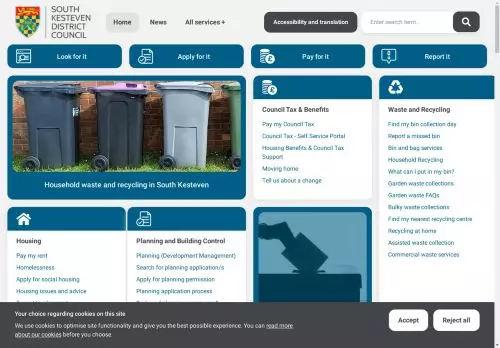 SOUTH
KESTEVEN
DISTRICT
COUNCIL
Home
News
All services +
Accessibility and translation
Enter search here..
Look for it
Apply for it
Pay for it
Report it
Household waste and recycling in South Kesteven
Council Tax & Benefits
Pay my Council Tax
Council Tax - Self Service Portal
Housing Benefits & Council Tax
Support
Moving home
Tell us about a change
Waste and Recycling
Find my bin collection day
Report a missed bin
Bin and bag services
Household Recycling
What can I put in my bin?
Garden waste collections
Garden waste FAQs
Bulky waste collections
Find my nearest recycling centre
Recycling at home
Assisted waste collection
Commercial waste services
Housing
Pay my rent
Homelessness
Apply for social housing
Housing issues and advice
Planning and Building Control
Planning (Development Management)
Search for planning application/s
Apply for planning permission
Planning application process
Your choice regarding cookies on this site
We use cookies to optimise site functionality and give you the best possible experience. You can read more
about our cookies before you choose.
Accept
Reject all